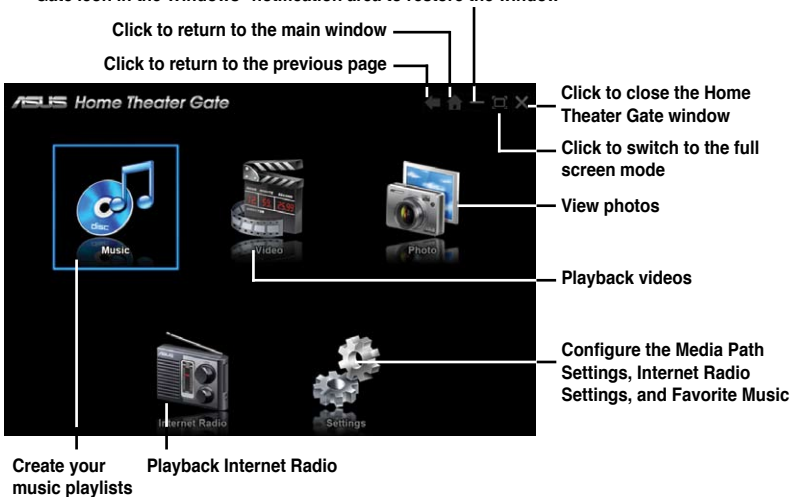 Click to return to the main window
Click to return to the previous page
ASUS Home Theater Gate
Click to close the Home
Theater Gate window
Click to switch to the full
screen mode
View photos
disc
Music
Video
Photo
Playback videos
ASUS
Internet Radio
Settings
Configure the Media Path
Settings, Internet Radio
Settings, and Favorite Music
Create your
music playlists
Playback Internet Radio